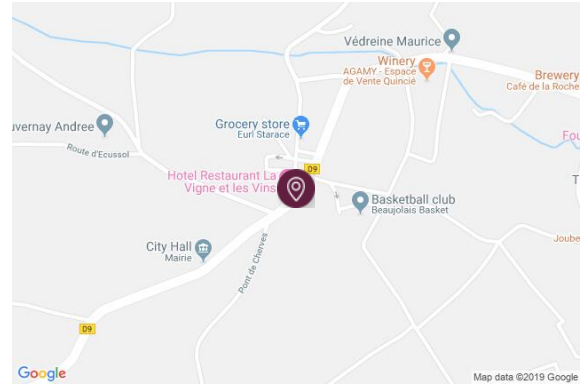 Védreine Maurice
Winery
AGAMY - Espace
de Vente Quincié
Brewery
Café de la Roche
Grocery store
Eurl Starace
uvernay Andree
Route d'Ecussol
Fou
D9
T
Hotel Restaurant La
Vigne et les Vins
Basketball club
Beaujolais Basket
City Hall
Mairie
Joube
Pont de Cherves
D9
Google
Map data ©2019 Google